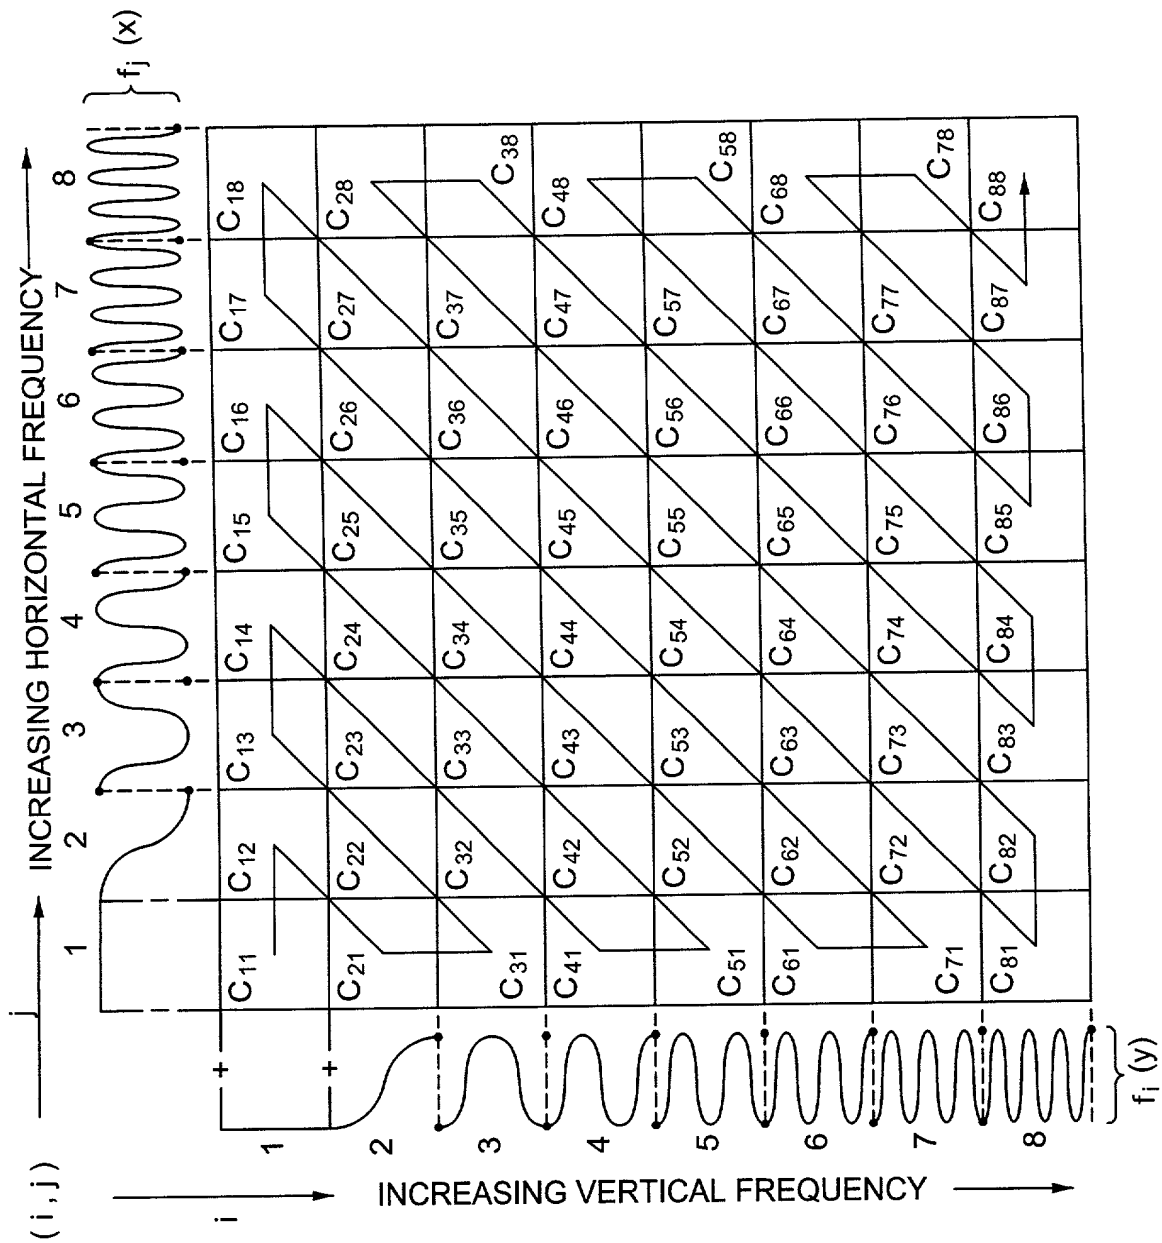 ( i , j )
j
INCREASING HORIZONTAL FREQUENCY
1 2 3 4 5 6 7 8
fj (x)
i
INCREASING VERTICAL FREQUENCY
1 + +
2
3
4
5
6
7
8
fi (y)
C11 C12 C13 C14 C15 C16 C17 C18
C21 C22 C23 C24 C25 C26 C27 C28
C31 C32 C33 C34 C35 C36 C37 C38
C41 C42 C43 C44 C45 C46 C47 C48
C51 C52 C53 C54 C55 C56 C57 C58
C61 C62 C63 C64 C65 C66 C67 C68
C71 C72 C73 C74 C75 C76 C77 C78
C81 C82 C83 C84 C85 C86 C87 C88